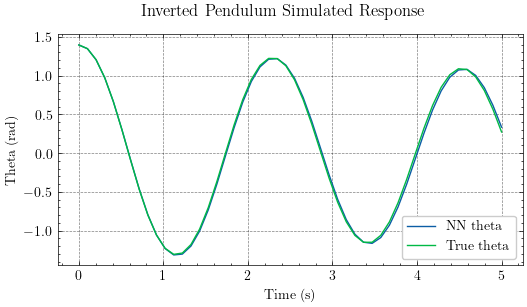 Inverted Pendulum Simulated Response
1.5
1.0
0.5
0.0
−0.5
−1.0
Theta (rad)
NN theta
True theta
0 1 2 3 4 5
Time (s)